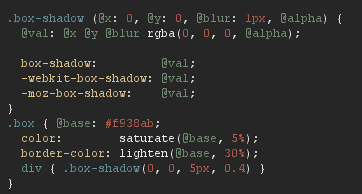 .box-shadow (@x: 0, @y: 0, @blur: 1px, @alpha) {
  @val: @x @y @blur rgba(0, 0, 0, @alpha);

  box-shadow:         @val;
  -webkit-box-shadow: @val;
  -moz-box-shadow:    @val;
}
.box { @base: #f938ab;
  color:        saturate(@base, 5%);
  border-color: lighten(@base, 30%);
  div { .box-shadow(0, 0, 5px, 0.4) }
}